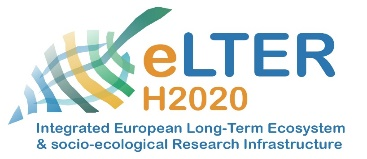 eLTER
H2020
Integrated European Long-Term Ecosystem
& socio-ecological Research Infrastructure